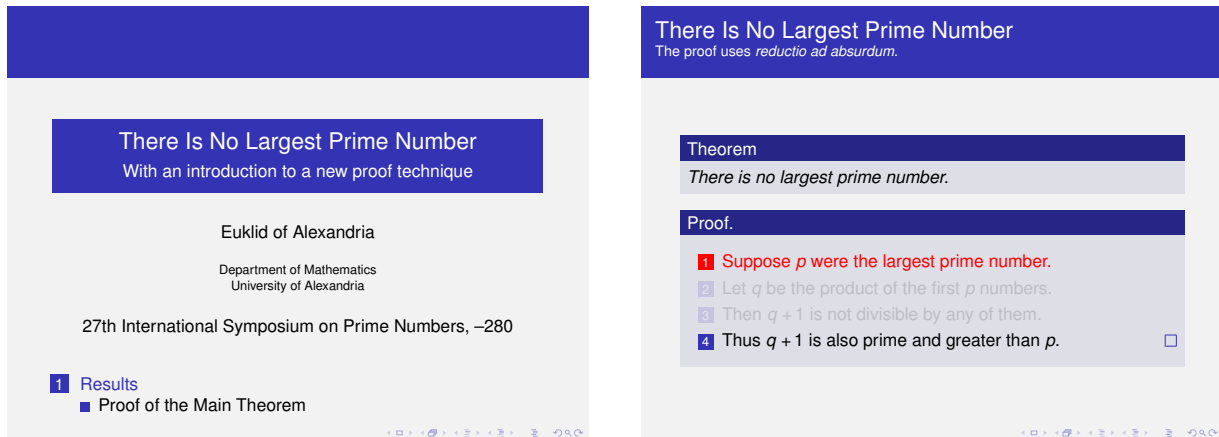 There Is No Largest Prime Number
With an introduction to a new proof technique
Euklid of Alexandria
Department of Mathematics
University of Alexandria
27th International Symposium on Prime Numbers, –280
1 Results
Proof of the Main Theorem
There Is No Largest Prime Number
The proof uses reductio ad absurdum.
Theorem
There is no largest prime number.
Proof.
1 Suppose p were the largest prime number.
2 Let q be the product of the first p numbers.
3 Then q + 1 is not divisible by any of them.
4 Thus q + 1 is also prime and greater than p.